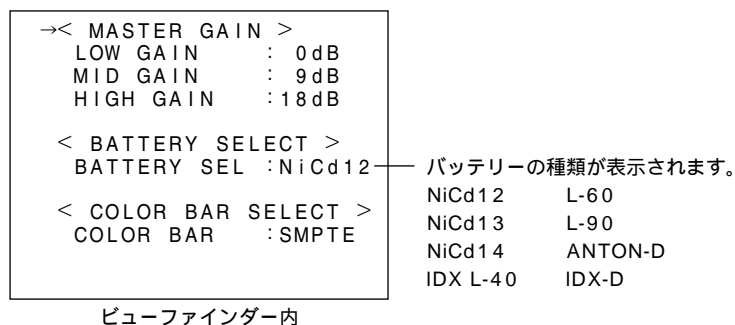 →< MASTER GAIN >
LOW GAIN : 0dB
MID GAIN : 9dB
HIGH GAIN :18dB
< BATTERY SELECT >
BATTERY SEL :NiCd12
< COLOR BAR SELECT >
COLOR BAR :SMPTE
バッテリーの種類が表示されます。
NiCd12 L-60
NiCd13 L-90
NiCd14 ANTON-D
IDX L-40 IDX-D
ビューファインダー内